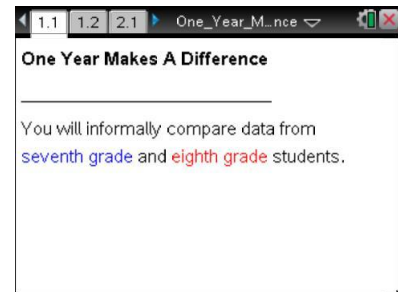 1.1 1.2 2.1 One_Year_M...nce
One Year Makes A Difference
You will informally compare data from
seventh grade and eighth grade students.